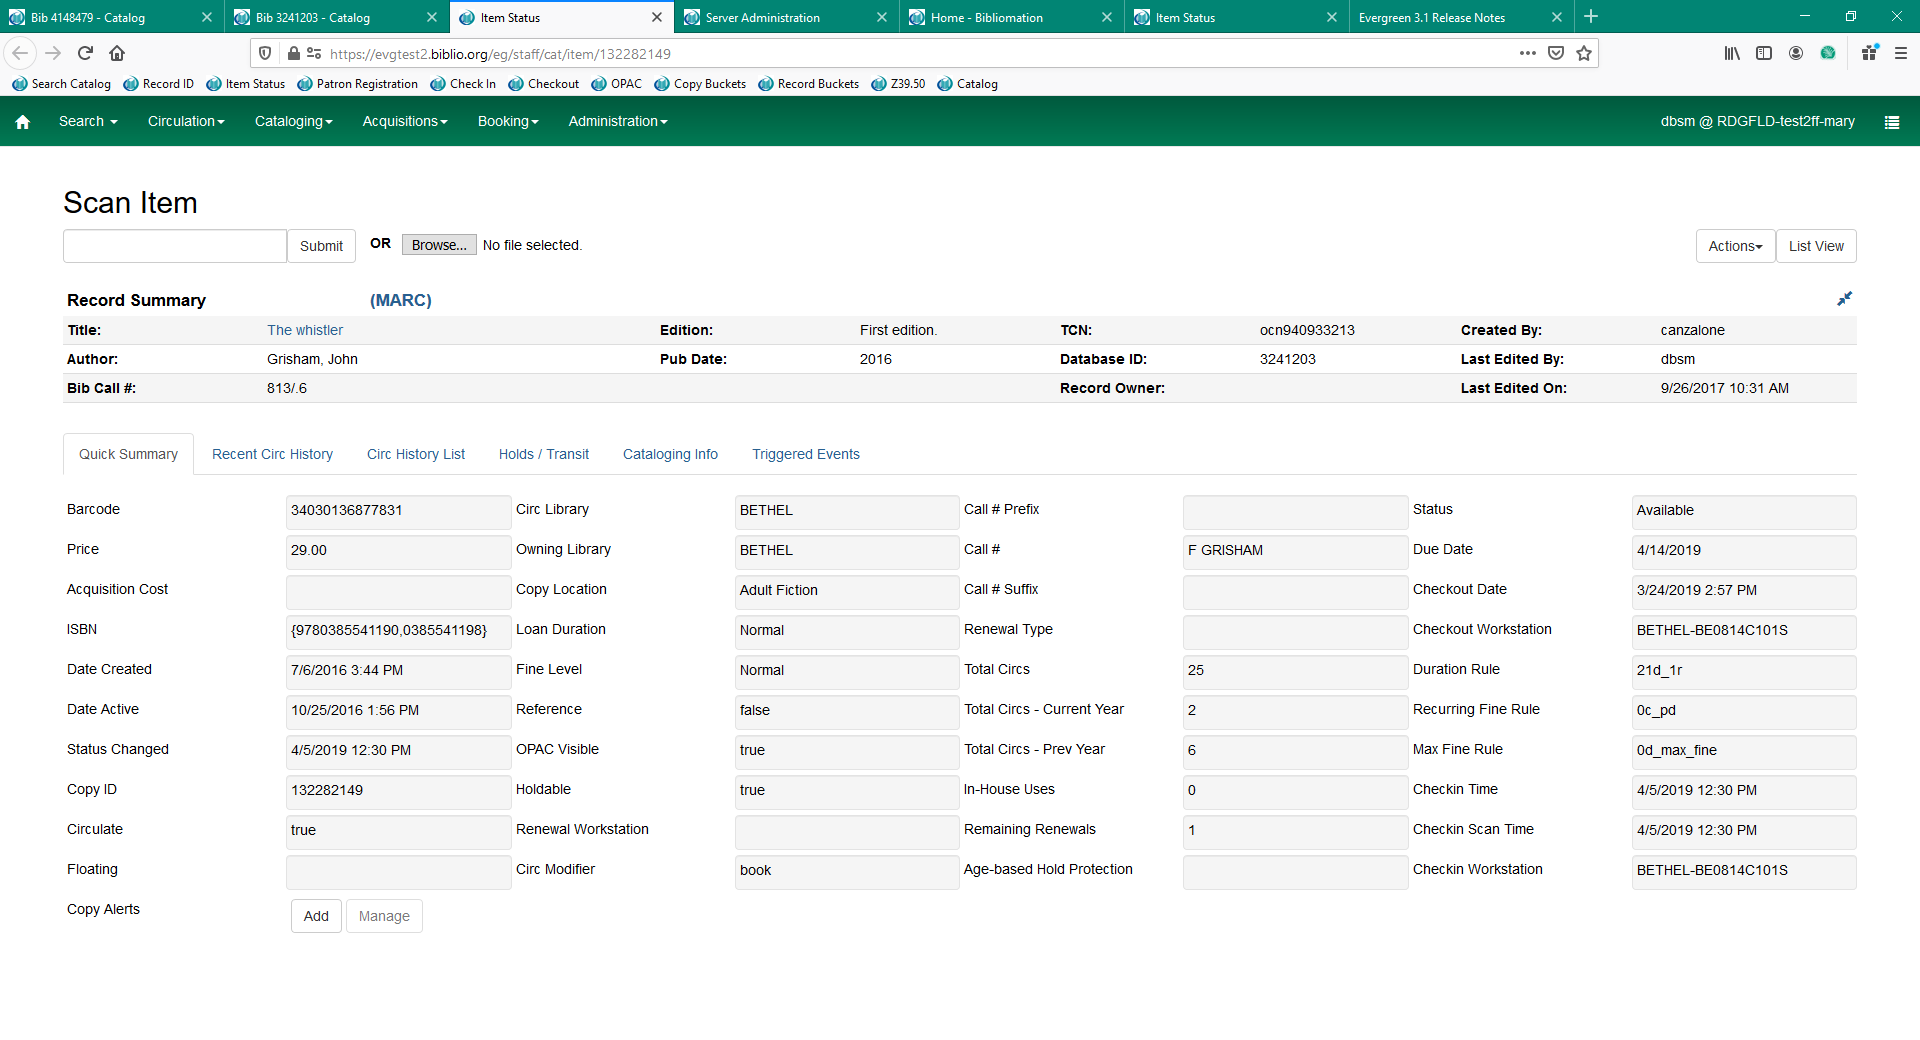 Bib 4148479 - Catalog Bib 3241203 - Catalog Item Status Server Administration Home - Bibliomation Item Status Evergreen 3.1 Release Notes
https://evgtest2.biblio.org/eg/staff/cat/item/132282149
Search Catalog Record ID Item Status Patron Registration Check In Checkout OPAC Copy Buckets Record Buckets Z39.50 Catalog
Search Circulation Cataloging Acquisitions Booking Administration dbsm @ RDGFLD-test2ff-mary
Scan Item
Submit OR Browse... No file selected. Actions List View
Record Summary (MARC)
Title: The whistler Edition: First edition. TCN: ocn940933213 Created By: canzalone
Author: Grisham, John Pub Date: 2016 Database ID: 3241203 Last Edited By: dbsm
Bib Call #: 813/.6 Record Owner: Last Edited On: 9/26/2017 10:31 AM
Quick Summary Recent Circ History Circ History List Holds / Transit Cataloging Info Triggered Events
Barcode 34030136877831 Circ Library BETHEL Call # Prefix Status Available
Price 29.00 Owning Library BETHEL Call # F GRISHAM Due Date 4/14/2019
Acquisition Cost Copy Location Adult Fiction Call # Suffix Checkout Date 3/24/2019 2:57 PM
ISBN {9780385541190,0385541198} Loan Duration Normal Renewal Type Checkout Workstation BETHEL-BE0814C101S
Date Created 7/6/2016 3:44 PM Fine Level Normal Total Circs 25 Duration Rule 21d_1r
Date Active 10/25/2016 1:56 PM Reference false Total Circs - Current Year 2 Recurring Fine Rule 0c_pd
Status Changed 4/5/2019 12:30 PM OPAC Visible true Total Circs - Prev Year 6 Max Fine Rule 0d_max_fine
Copy ID 132282149 Holdable true In-House Uses 0 Checkin Time 4/5/2019 12:30 PM
Circulate true Renewal Workstation Remaining Renewals 1 Checkin Scan Time 4/5/2019 12:30 PM
Floating Circ Modifier book Age-based Hold Protection Checkin Workstation BETHEL-BE0814C101S
Copy Alerts Add Manage